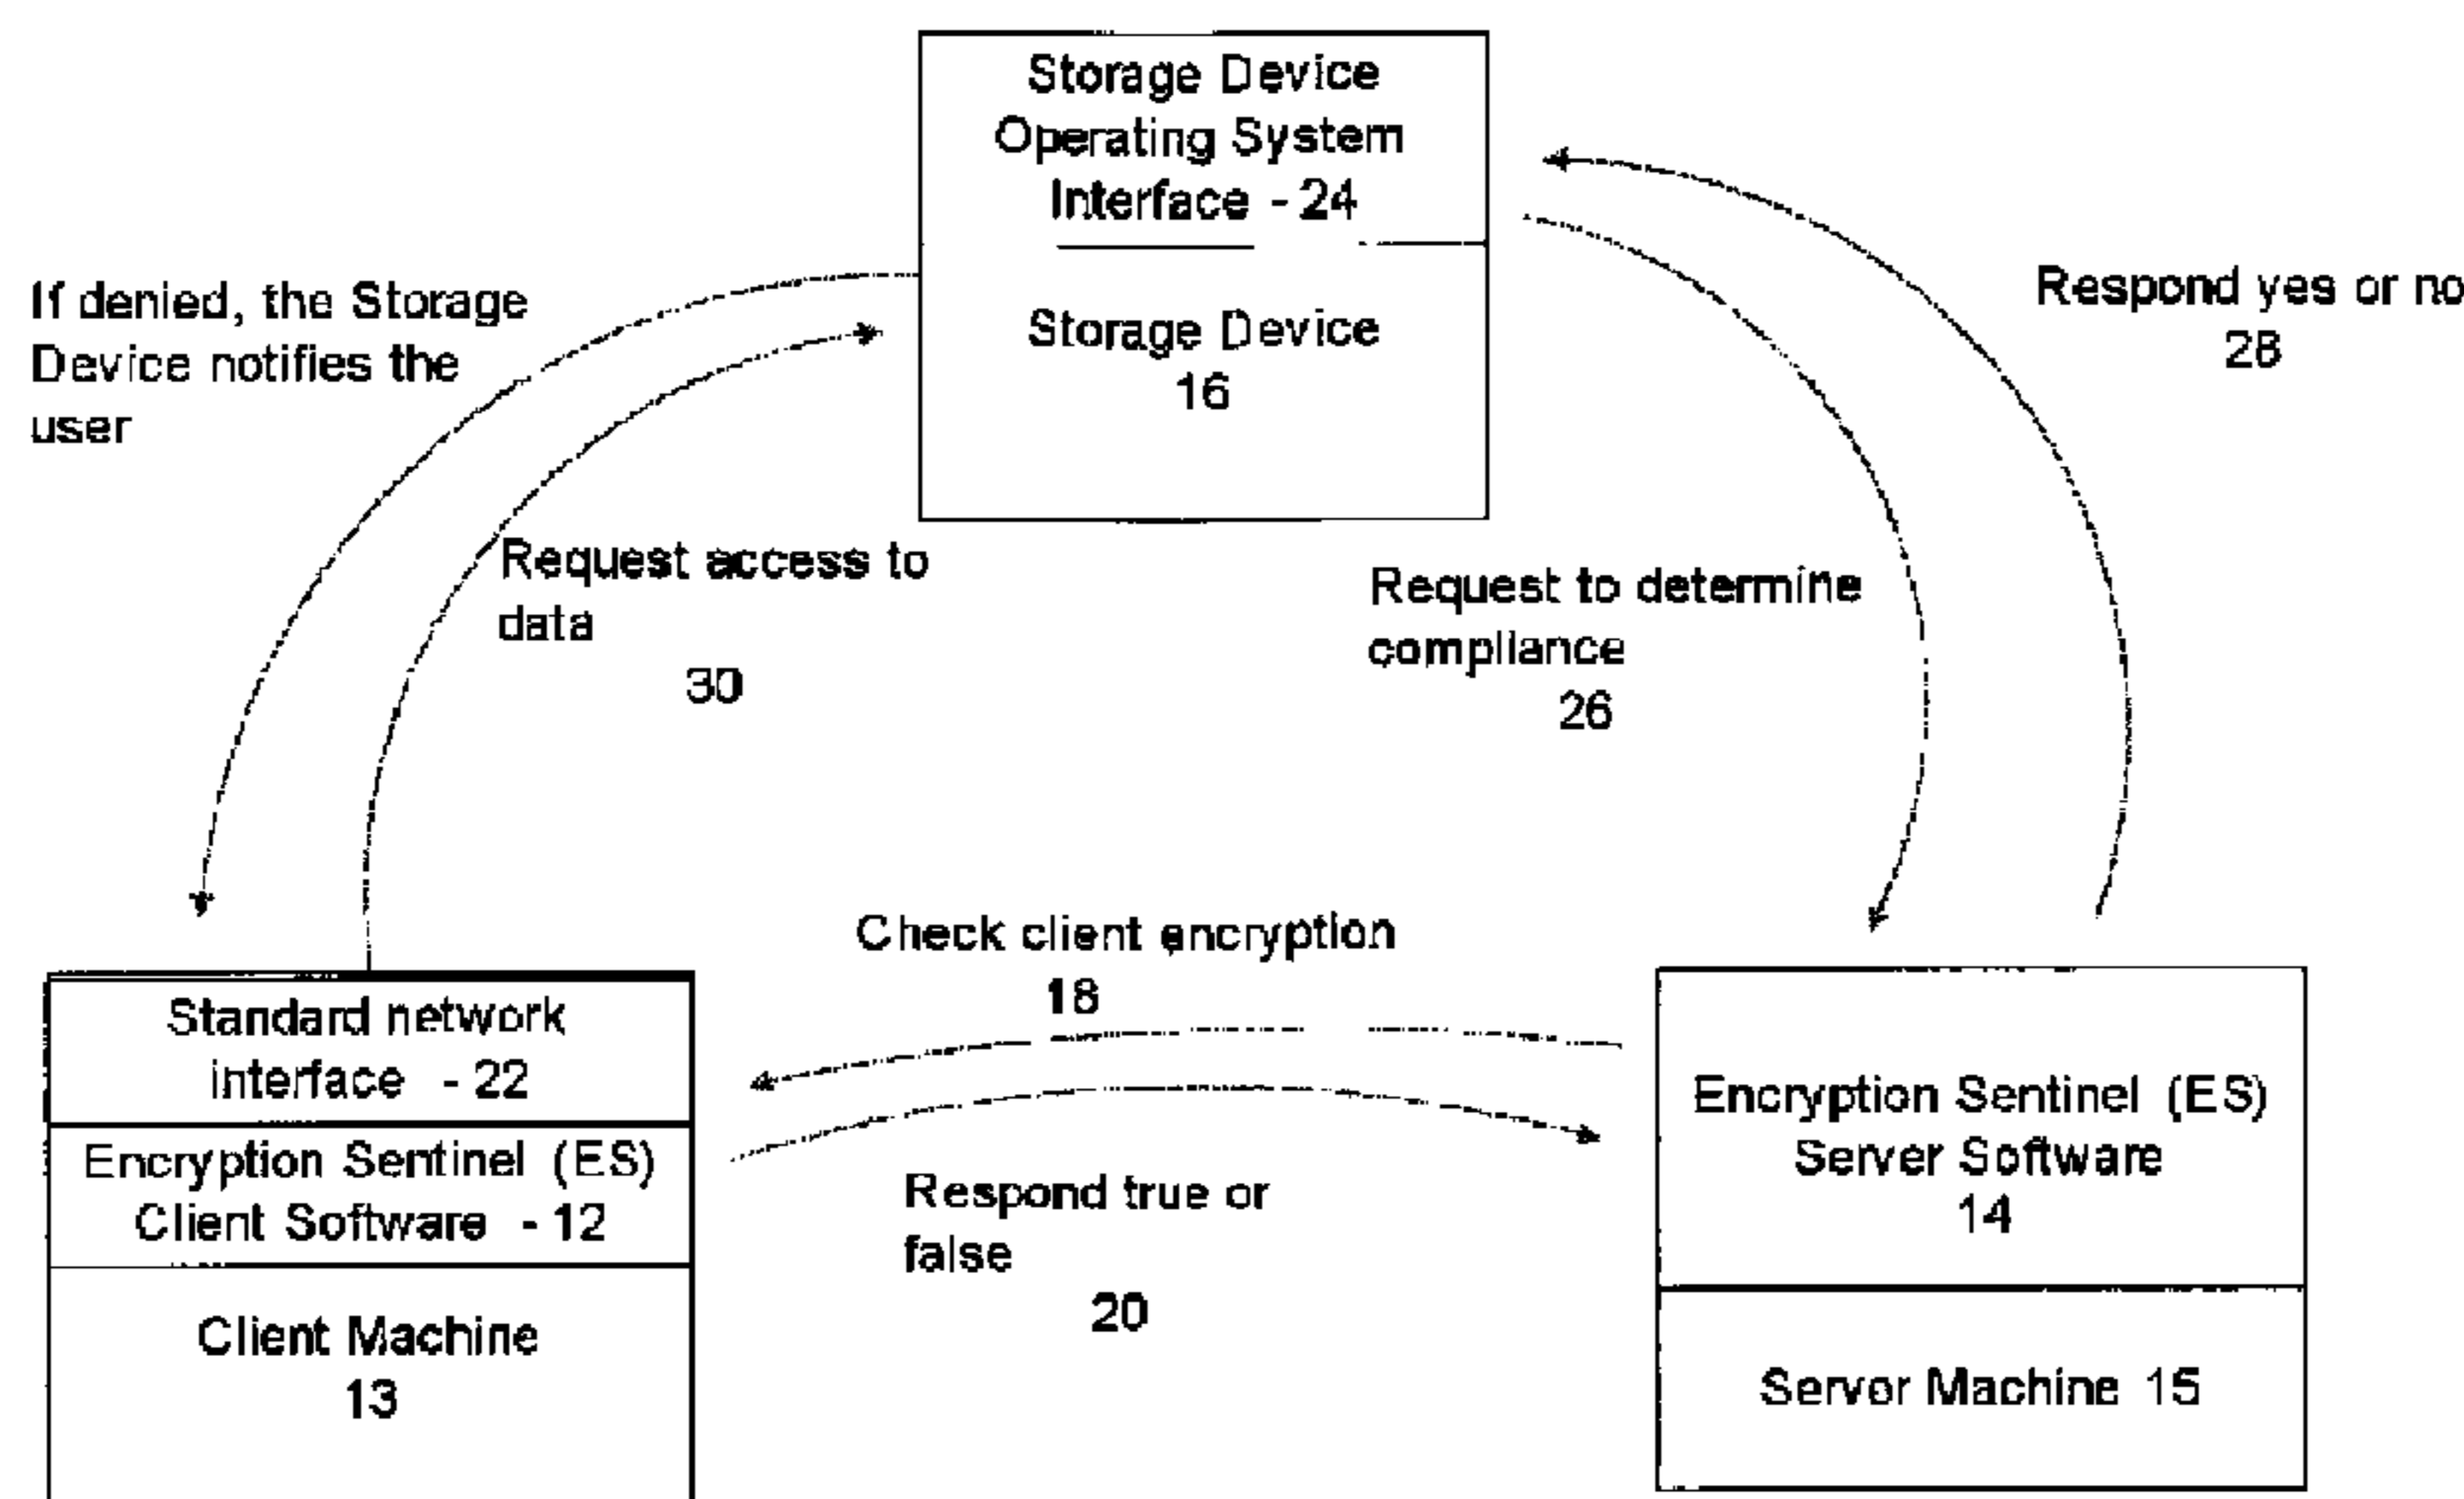 Storage Device
Operating System
Interface - 24
Storage Device
16
If denied, the Storage
Device notifies the
user
Respond yes or no
28
Request access to
data
30
Request to determine
compliance
26
Check client encryption
18
Standard network
interface - 22
Encryption Sentinel (ES)
Client Software - 12
Client Machine
13
Respond true or
false
20
Encryption Sentinel (ES)
Server Software
14
Server Machine 15